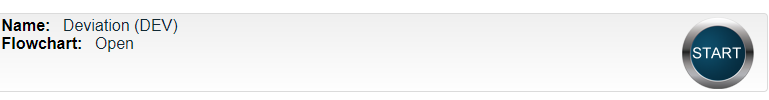 Name: Deviation (DEV)
Flowchart: Open
START